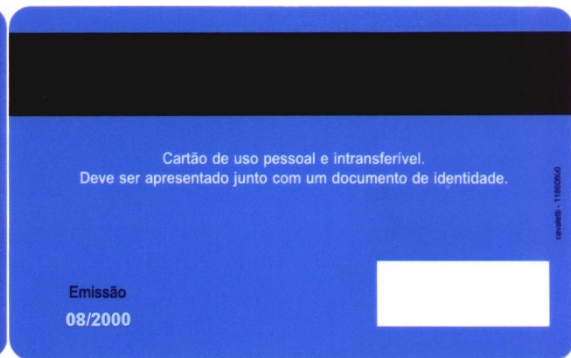 Cartão de uso pessoal e intransferível.
Deve ser apresentado junto com um documento de identidade.
Emissão
08/2000